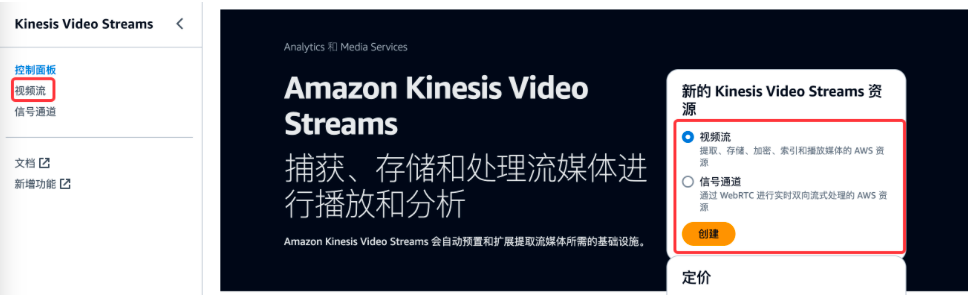 Kinesis Video Streams
控制面板
视频流
信号通道
文档
新增功能
Analytics 和 Media Services
Amazon Kinesis Video
Streams
捕获、存储和处理流媒体进
行播放和分析
Amazon Kinesis Video Streams 会自动预置和扩展提取流媒体所需的基础设施。
新的 Kinesis Video Streams 资
源
视频流
提取、存储、加密、索引和播放媒体的 AWS 资
源
信号通道
通过 WebRTC 进行实时双向流式处理的 AWS 资
源
创建
定价